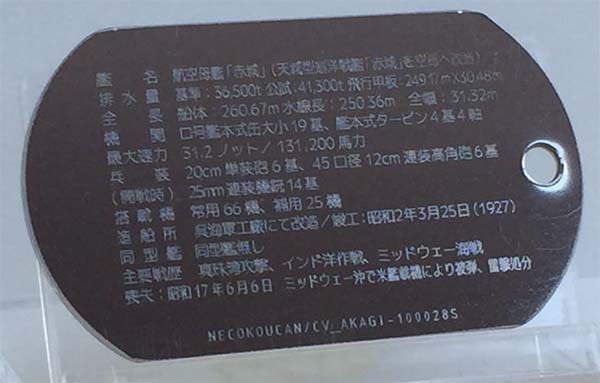 艦 名 航空母艦「赤城」(天城型巡洋戦艦「赤城」を空母へ改造)
排水量 基準:36,500t 公試:41,300t 飛行甲板:249.17mX30.48m
全 長 船体:260.67m 水線長:250.36m 全幅:31.32m
機 関 ロ号艦本式缶大小19基、艦本式タービン4基4軸
最大速力 31.2ノット/131,200馬力
兵 装 20cm単装砲6基、45口径12cm連装高角砲6基
(開戦時) 25mm連装機銃14基
搭載機 常用66機、補用25機
造船所 呉海軍工廠にて改造/竣工:昭和2年3月25日(1927)
同型艦 同型艦無し
主要戦歴 真珠湾攻撃、インド洋作戦、ミッドウェー海戦
喪失:昭和17年6月6日 ミッドウェー沖で米艦載機により被弾、雷撃処分
NECOKOUCAN/CV_AKAGI-100028S